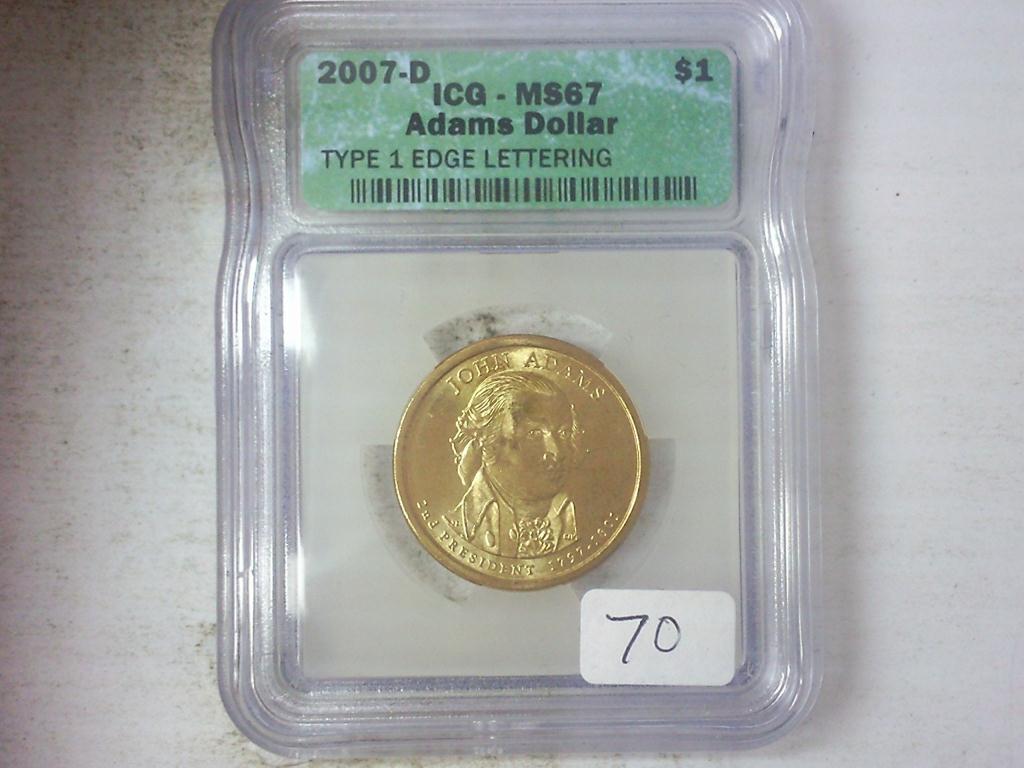 2007-D $1
ICG - MS67
Adams Dollar
TYPE 1 EDGE LETTERING
JOHN ADAMS
2nd PRESIDENT 1797-1801
70